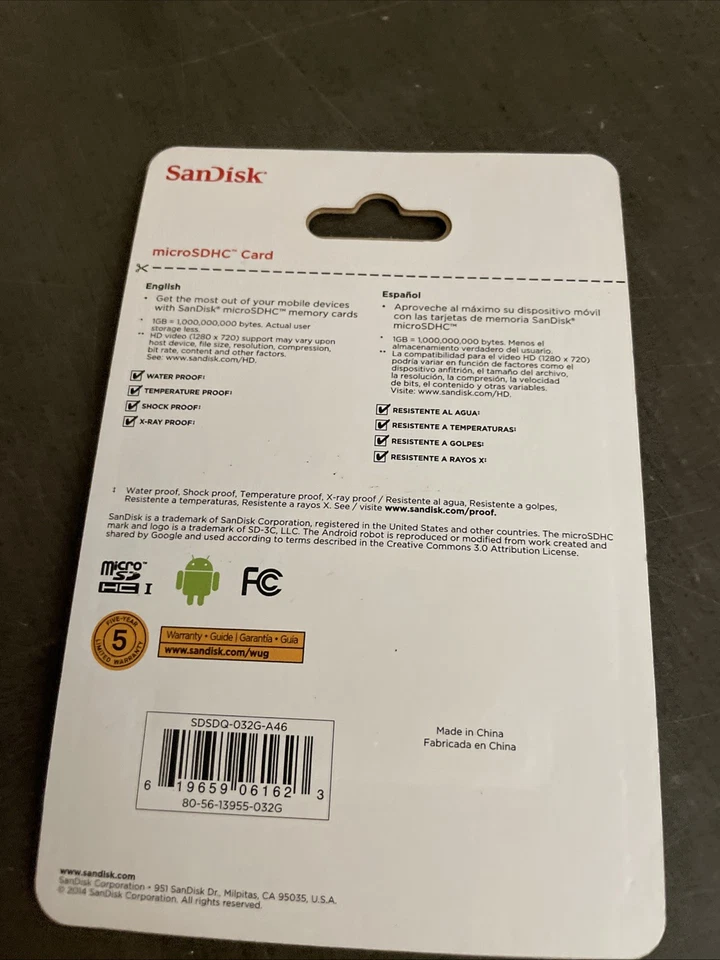 SanDisk®
microSDHC™ Card
English
• Get the most out of your mobile devices
with SanDisk® microSDHC™ memory cards
* 1GB = 1,000,000,000 bytes. Actual user
storage less.
** HD video (1280 x 720) support may vary upon
host device, file size, resolution, compression,
bit rate, content and other factors.
See: www.sandisk.com/HD.
WATER PROOF‡
TEMPERATURE PROOF‡
SHOCK PROOF‡
X-RAY PROOF‡
Español
• Aproveche al máximo su dispositivo móvil
con las tarjetas de memoria SanDisk®
microSDHC™
* 1GB = 1,000,000,000 bytes. Menos el
almacenamiento verdadero del usuario.
** La compatibilidad para el video HD (1280 x 720)
podría variar en función de factores como el
dispositivo anfitrión, el tamaño del archivo,
la resolución, la compresión, la velocidad
de bits, el contenido y otras variables.
Visite: www.sandisk.com/HD.
RESISTENTE AL AGUA‡
RESISTENTE A TEMPERATURAS‡
RESISTENTE A GOLPES‡
RESISTENTE A RAYOS X‡
‡ Water proof, Shock proof, Temperature proof, X-ray proof / Resistente al agua, Resistente a golpes,
Resistente a temperaturas, Resistente a rayos X. See / visite www.sandisk.com/proof.
SanDisk is a trademark of SanDisk Corporation, registered in the United States and other countries. The microSDHC
mark and logo is a trademark of SD-3C, LLC. The Android robot is reproduced or modified from work created and
shared by Google and used according to terms described in the Creative Commons 3.0 Attribution License.
micro™
SD
HC I
FC
FIVE-YEAR
5
LIMITED WARRANTY
Warranty • Guide | Garantía • Guia
www.sandisk.com/wug
SDSDQ-032G-A46
6 19659 06162 3
80-56-13955-032G
Made in China
Fabricada en China
www.sandisk.com
SanDisk Corporation • 951 SanDisk Dr., Milpitas, CA 95035, U.S.A.
© 2014 SanDisk Corporation. All rights reserved.